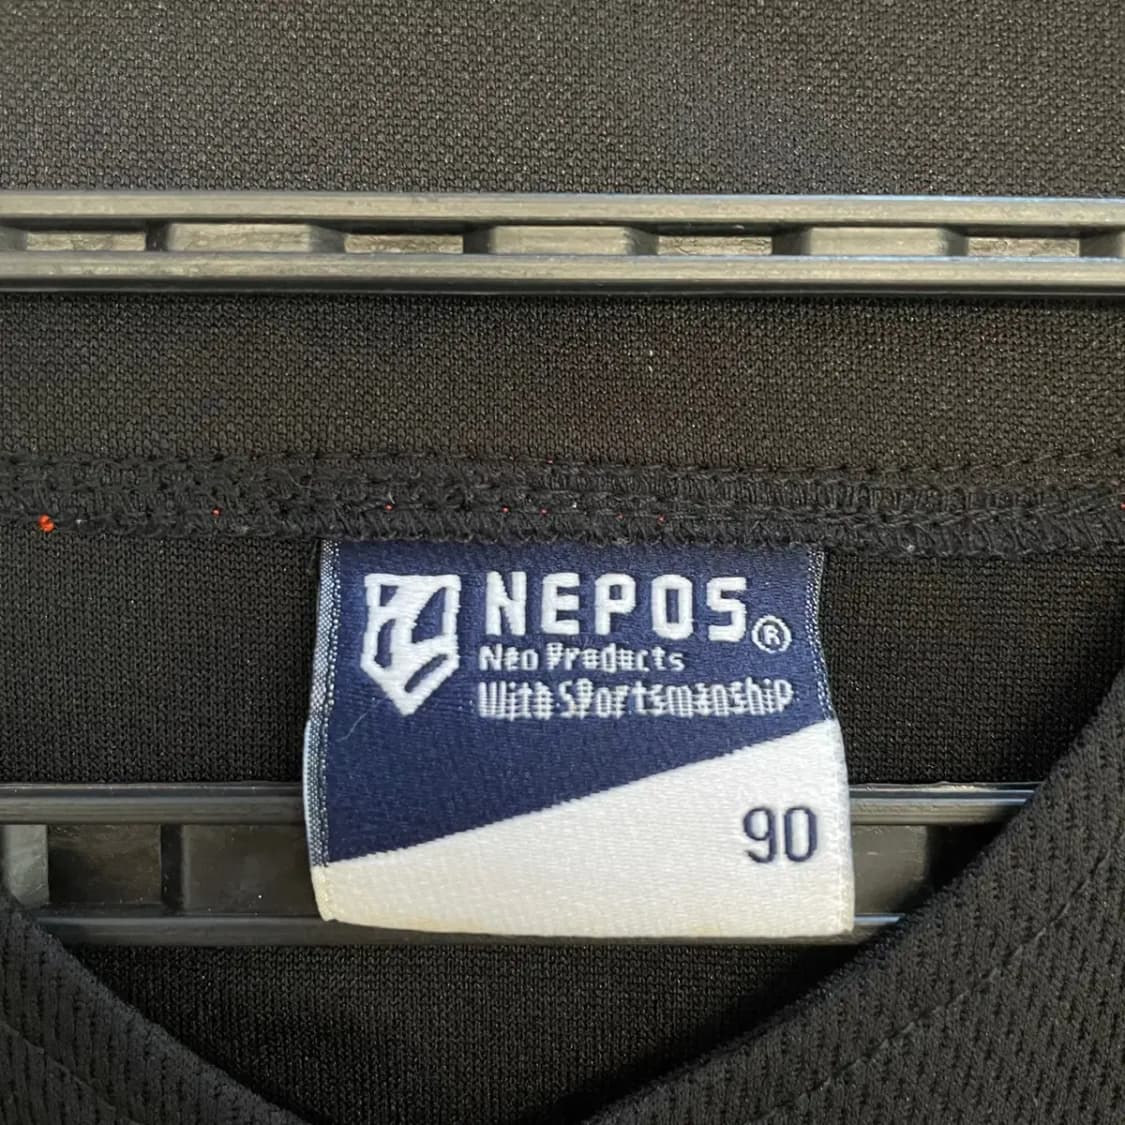 NEPOS®
Neo Products
With Sportsmanship
90